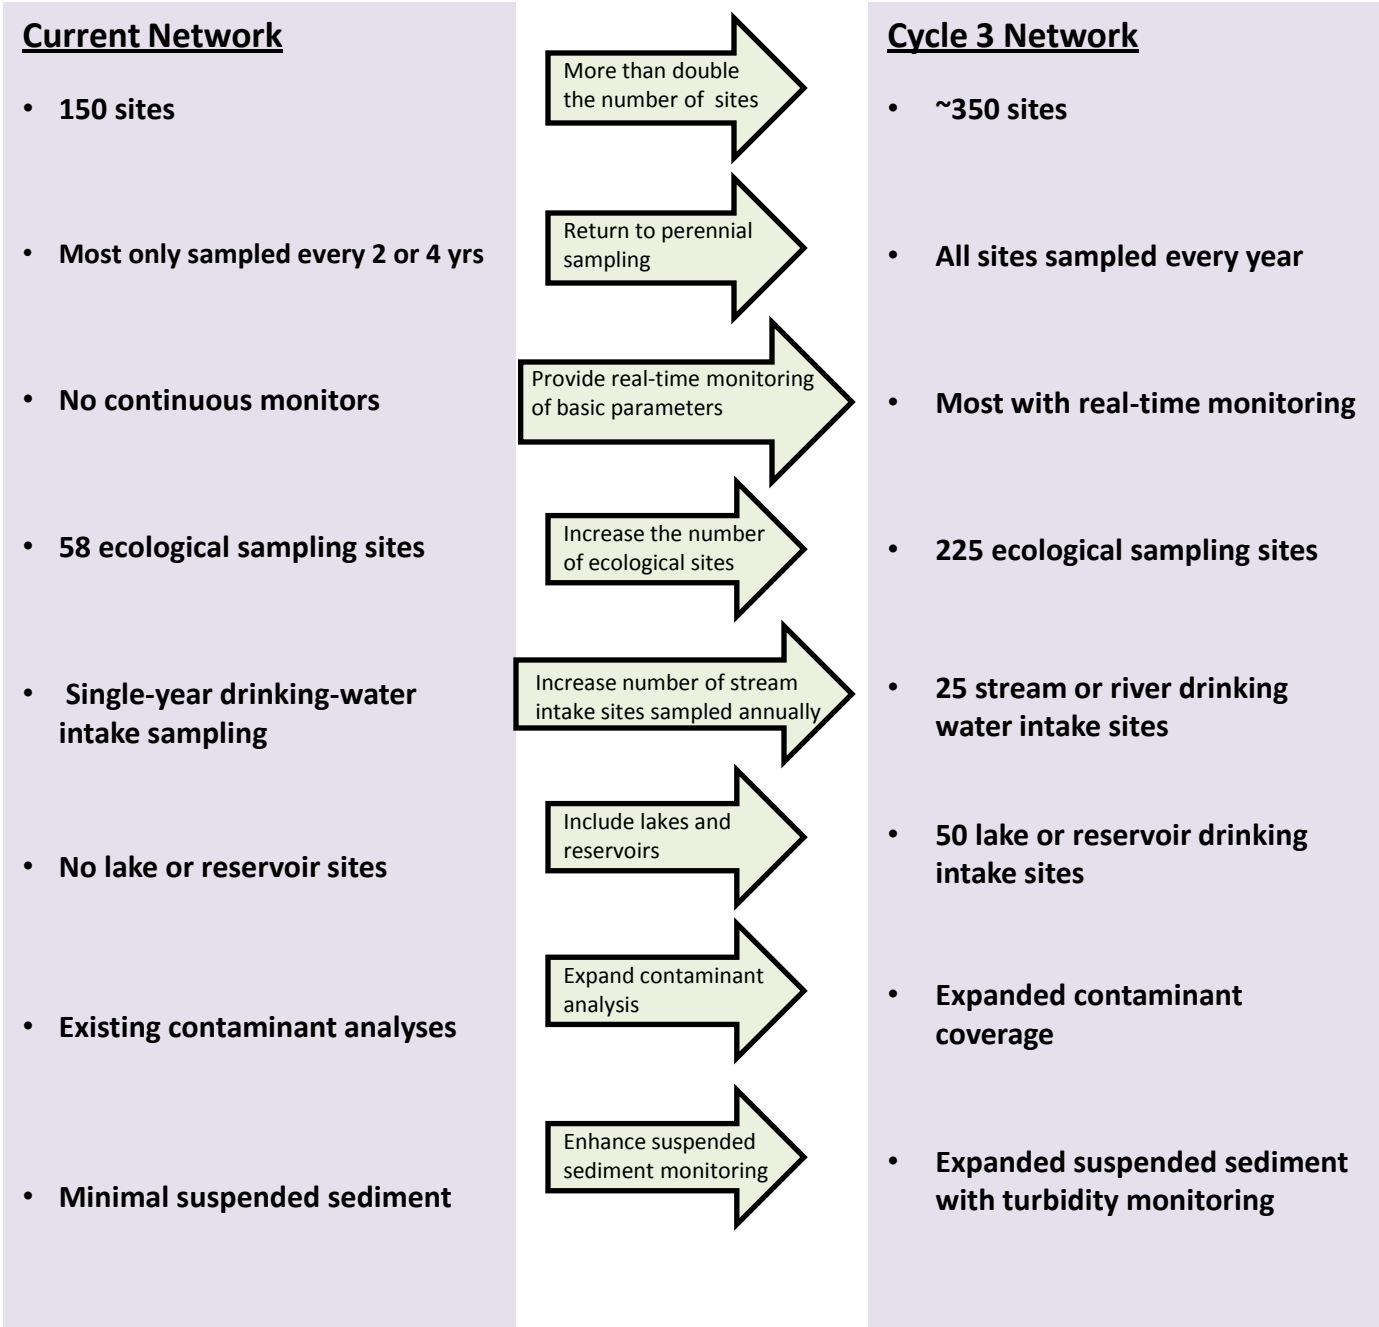 Current Network
• 150 sites
• Most only sampled every 2 or 4 yrs
• No continuous monitors
• 58 ecological sampling sites
• Single-year drinking-water
intake sampling
• No lake or reservoir sites
• Existing contaminant analyses
• Minimal suspended sediment
More than double
the number of sites
Return to perennial
sampling
Provide real-time monitoring
of basic parameters
Increase the number
of ecological sites
Increase number of stream
intake sites sampled annually
Include lakes and
reservoirs
Expand contaminant
analysis
Enhance suspended
sediment monitoring
Cycle 3 Network
• ~350 sites
• All sites sampled every year
• Most with real-time monitoring
• 225 ecological sampling sites
• 25 stream or river drinking
water intake sites
• 50 lake or reservoir drinking
intake sites
• Expanded contaminant
coverage
• Expanded suspended sediment
with turbidity monitoring